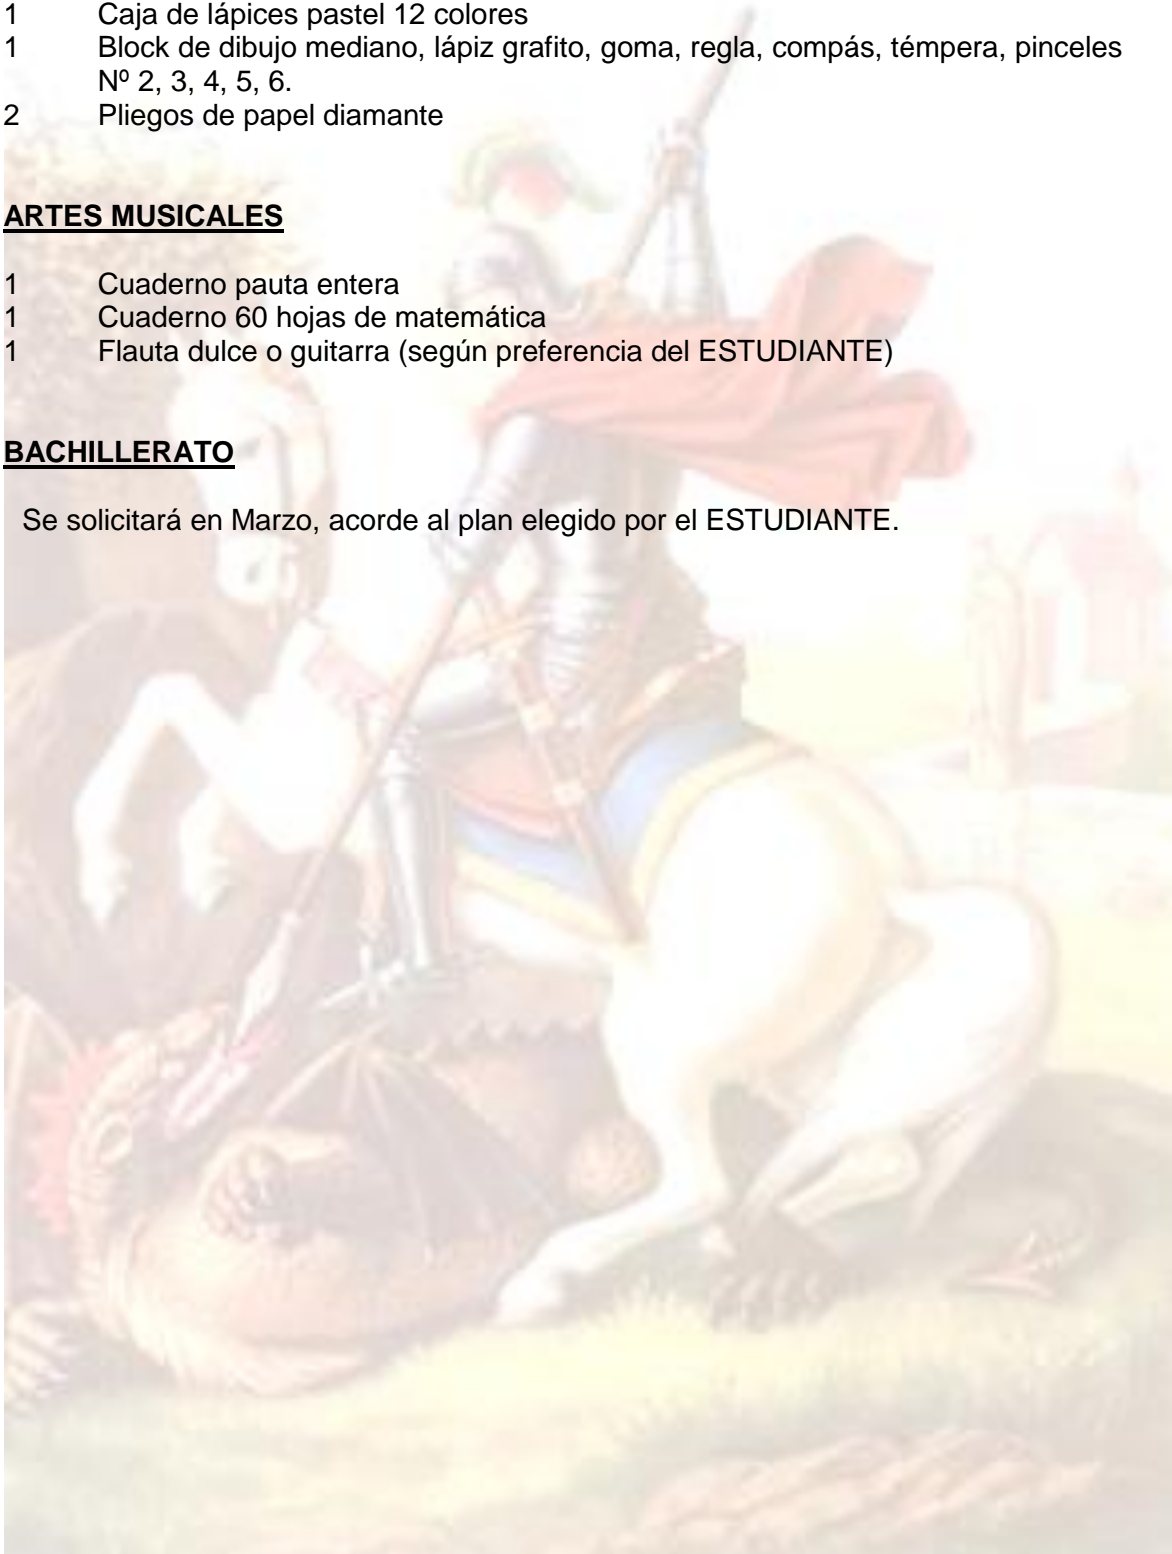 1 Caja de lápices pastel 12 colores
1 Block de dibujo mediano, lápiz grafito, goma, regla, compás, témpera, pinceles
Nº 2, 3, 4, 5, 6.
2 Pliegos de papel diamante
ARTES MUSICALES
1 Cuaderno pauta entera
1 Cuaderno 60 hojas de matemática
1 Flauta dulce o guitarra (según preferencia del ESTUDIANTE)
BACHILLERATO
Se solicitará en Marzo, acorde al plan elegido por el ESTUDIANTE.